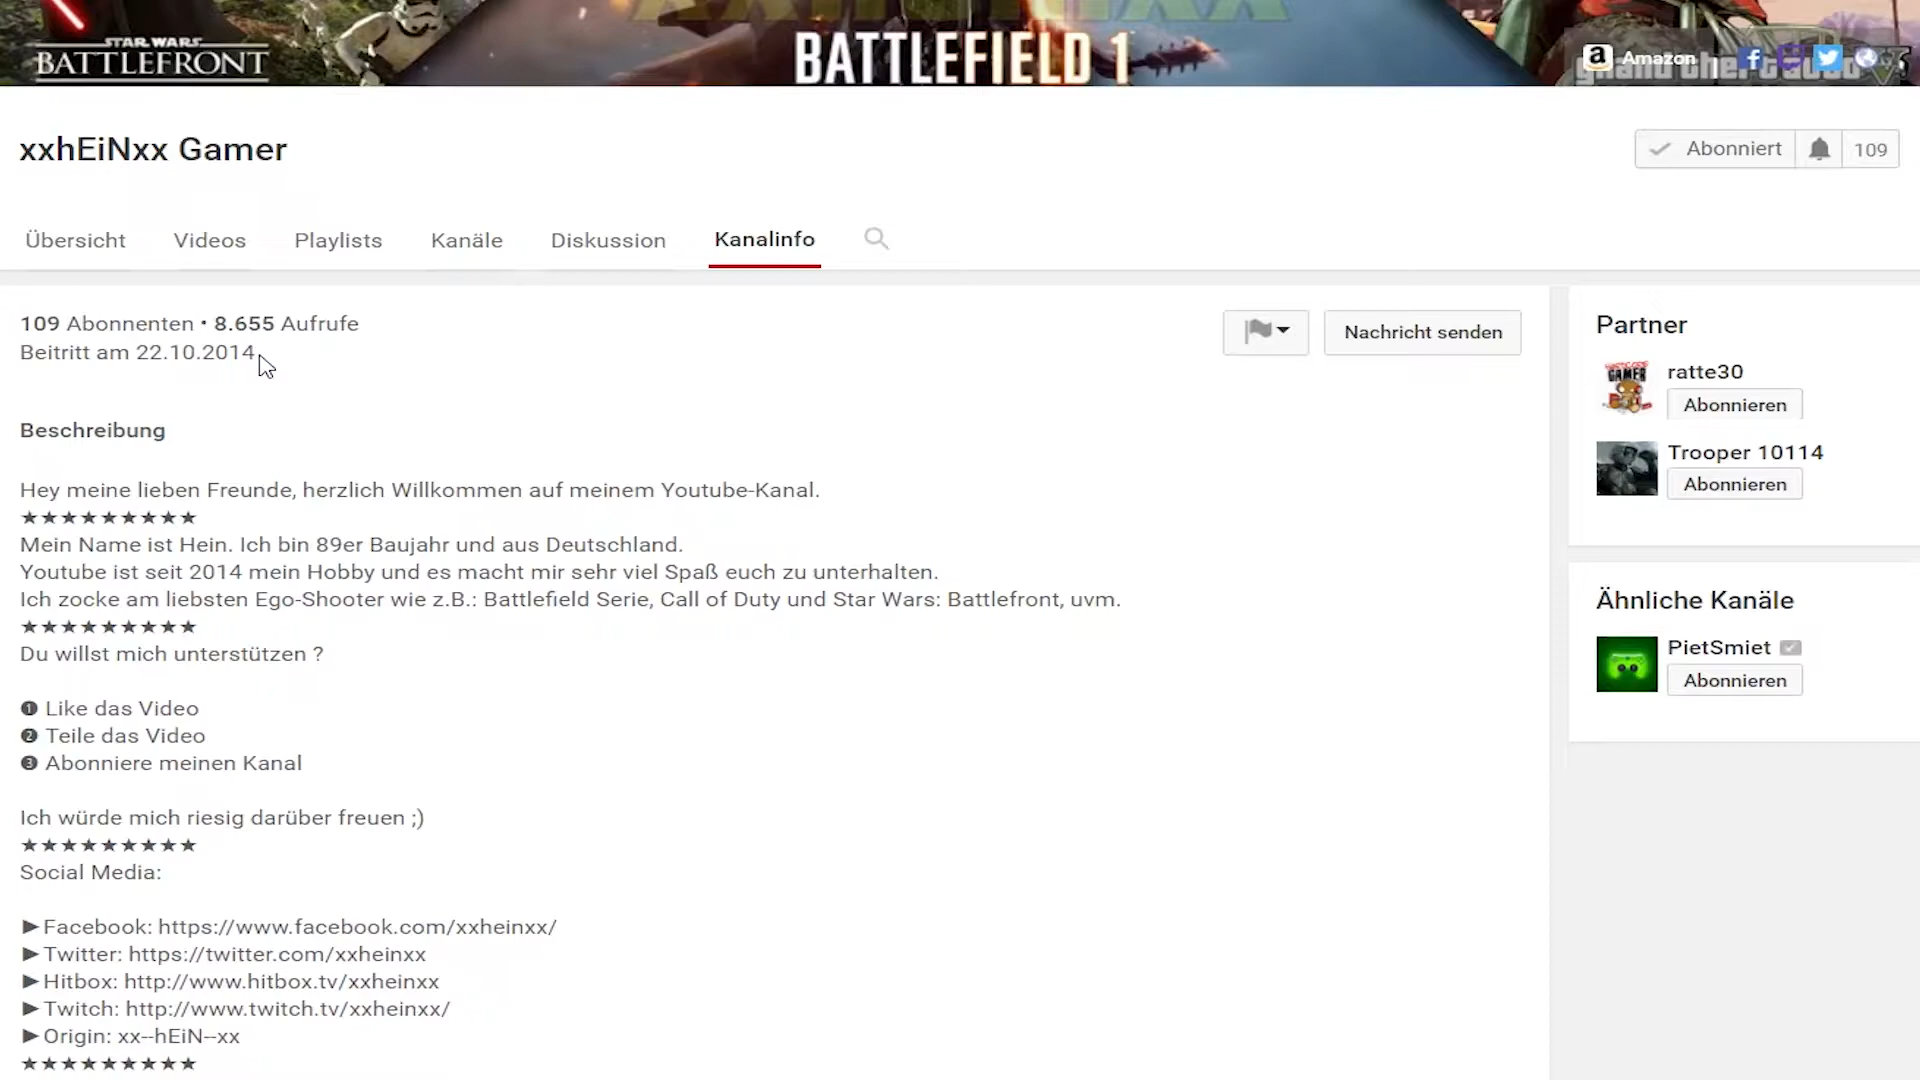 STAR WARS
BATTLEFRONT
BATTLEFIELD 1
Amazon
grand theft auto V
xxhEiNxx Gamer
Abonniert 109
Übersicht Videos Playlists Kanäle Diskussion Kanalinfo
109 Abonnenten • 8.655 Aufrufe
Beitritt am 22.10.2014
Nachricht senden
Beschreibung
Hey meine lieben Freunde, herzlich Willkommen auf meinem Youtube-Kanal.
★★★★★★★★★
Mein Name ist Hein. Ich bin 89er Baujahr und aus Deutschland.
Youtube ist seit 2014 mein Hobby und es macht mir sehr viel Spaß euch zu unterhalten.
Ich zocke am liebsten Ego-Shooter wie z.B.: Battlefield Serie, Call of Duty und Star Wars: Battlefront, uvm.
★★★★★★★★★
Du willst mich unterstützen ?
❶ Like das Video
❷ Teile das Video
❸ Abonniere meinen Kanal
Ich würde mich riesig darüber freuen ;)
★★★★★★★★★
Social Media:
►Facebook: https://www.facebook.com/xxheinxx/
►Twitter: https://twitter.com/xxheinxx
►Hitbox: http://www.hitbox.tv/xxheinxx
►Twitch: http://www.twitch.tv/xxheinxx/
►Origin: xx--hEiN--xx
★★★★★★★★★
Partner
ratte30
Abonnieren
Trooper 10114
Abonnieren
Ähnliche Kanäle
PietSmiet
Abonnieren